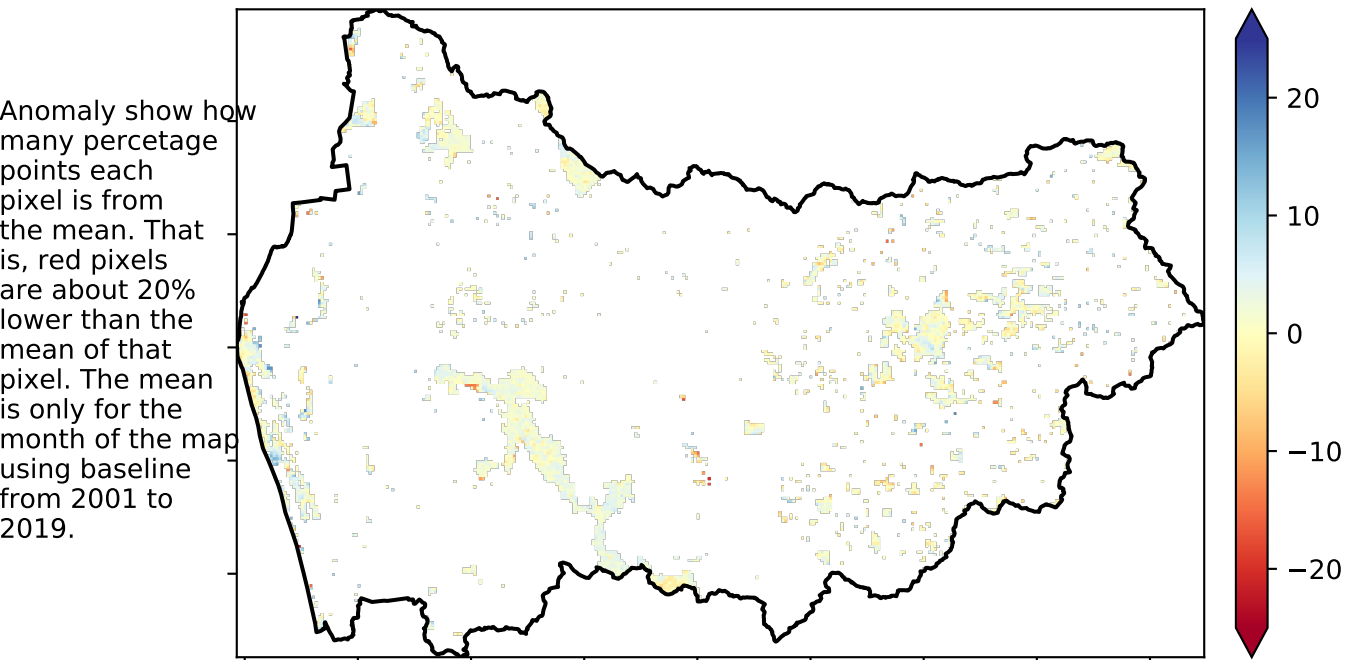 Anomaly show how
many percetage
points each
pixel is from
the mean. That
is, red pixels
are about 20%
lower than the
mean of that
pixel. The mean
is only for the
month of the map
using baseline
from 2001 to
2019.
20
10
0
−10
−20